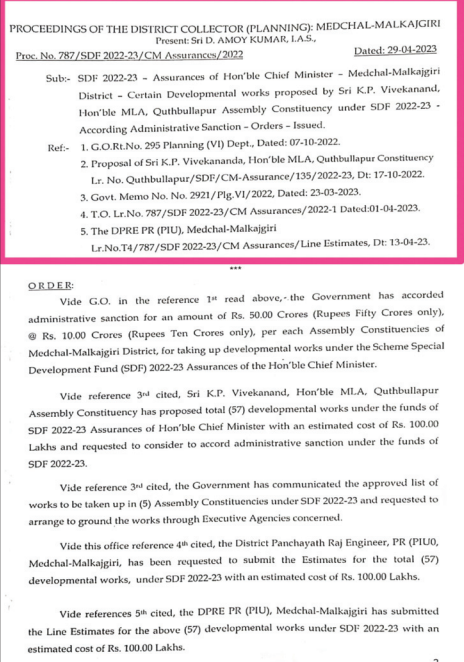 PROCEEDINGS OF THE DISTRICT COLLECTOR (PLANNING): MEDCHAL-MALKAJGIRI
Present: Sri D. AMOY KUMAR, I.A.S.,
Proc. No. 787/SDF 2022-23/CM Assurances/2022 Dated: 29-04-2023
Sub:- SDF 2022-23 – Assurances of Hon'ble Chief Minister – Medchal-Malkajgiri
District – Certain Developmental works proposed by Sri K.P. Vivekanand,
Hon'ble MLA, Quthbullapur Assembly Constituency under SDF 2022-23 -
According Administrative Sanction – Orders – Issued.
Ref:- 1. G.O.Rt.No. 295 Planning (VI) Dept., Dated: 07-10-2022.
2. Proposal of Sri K.P. Vivekananda, Hon'ble MLA, Quthbullapur Constituency
Lr. No. Quthbullapur/SDF/CM-Assurance/135/2022-23, Dt: 17-10-2022.
3. Govt. Memo No. No. 2921/Plg.VI/2022, Dated: 23-03-2023.
4. T.O. Lr.No. 787/SDF 2022-23/CM Assurances/2022-1 Dated:01-04-2023.
5. The DPRE PR (PIU), Medchal-Malkajgiri
Lr.No.T4/787/SDF 2022-23/CM Assurances/Line Estimates, Dt: 13-04-23.
***
ORDER:
Vide G.O. in the reference 1st read above, the Government has accorded
administrative sanction for an amount of Rs. 50.00 Crores (Rupees Fifty Crores only),
@ Rs. 10.00 Crores (Rupees Ten Crores only), per each Assembly Constituencies of
Medchal-Malkajgiri District, for taking up developmental works under the Scheme Special
Development Fund (SDF) 2022-23 Assurances of the Hon'ble Chief Minister.
Vide reference 3rd cited, Sri K.P. Vivekanand, Hon'ble MLA, Quthbullapur
Assembly Constituency has proposed total (57) developmental works under the funds of
SDF 2022-23 Assurances of Hon'ble Chief Minister with an estimated cost of Rs. 100.00
Lakhs and requested to consider to accord administrative sanction under the funds of
SDF 2022-23.
Vide reference 3rd cited, the Government has communicated the approved list of
works to be taken up in (5) Assembly Constituencies under SDF 2022-23 and requested to
arrange to ground the works through Executive Agencies concerned.
Vide this office reference 4th cited, the District Panchayath Raj Engineer, PR (PIU0,
Medchal-Malkajgiri, has been requested to submit the Estimates for the total (57)
developmental works, under SDF 2022-23 with an estimated cost of Rs. 100.00 Lakhs.
Vide references 5th cited, the DPRE PR (PIU), Medchal-Malkajgiri has submitted
the Line Estimates for the above (57) developmental works under SDF 2022-23 with an
estimated cost of Rs. 100.00 Lakhs.